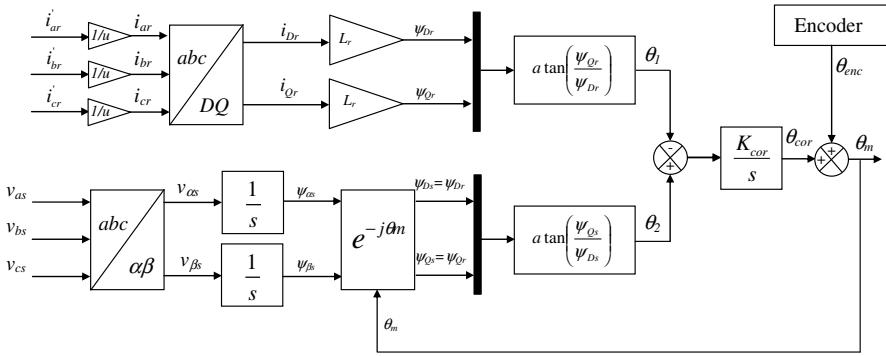 i'ar 1/u iar
i'br 1/u ibr
i'cr 1/u icr
abc
DQ
iDr Lr ψDr
iQr Lr ψQr
a tan(ψQr/ψDr)
θ1
Encoder
θenc
-
+
Kcor/s
θcor
+
+
θm
vas
vbs
vcs
abc
αβ
vαs 1/s ψαs
vβs 1/s ψβs
e^-jθm
ψDs=ψDr
ψQs=ψQr
a tan(ψQs/ψDs)
θ2
θm